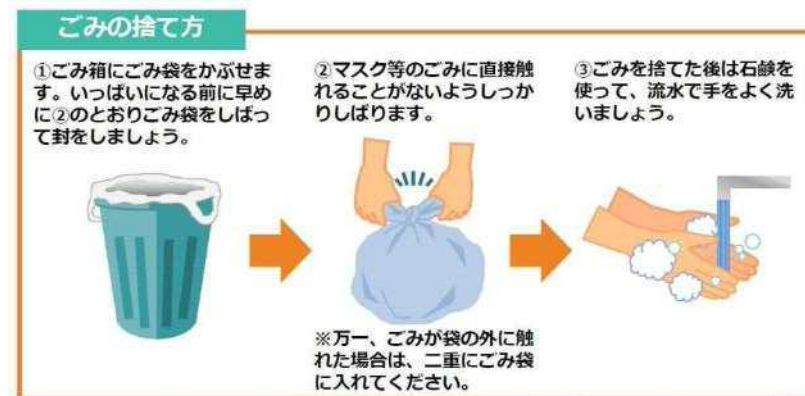 ごみの捨て方
①ごみ箱にごみ袋をかぶせま
す。いっぱいになる前に早め
に②のとおりごみ袋をしばっ
て封をしましょう。
②マスク等のごみに直接触
れることがないようしっか
りしばります。
※万一、ごみが袋の外に触
れた場合は、二重にごみ袋
に入れてください。
③ごみを捨てた後は石鹸を
使って、流水で手をよく洗
いましょう。